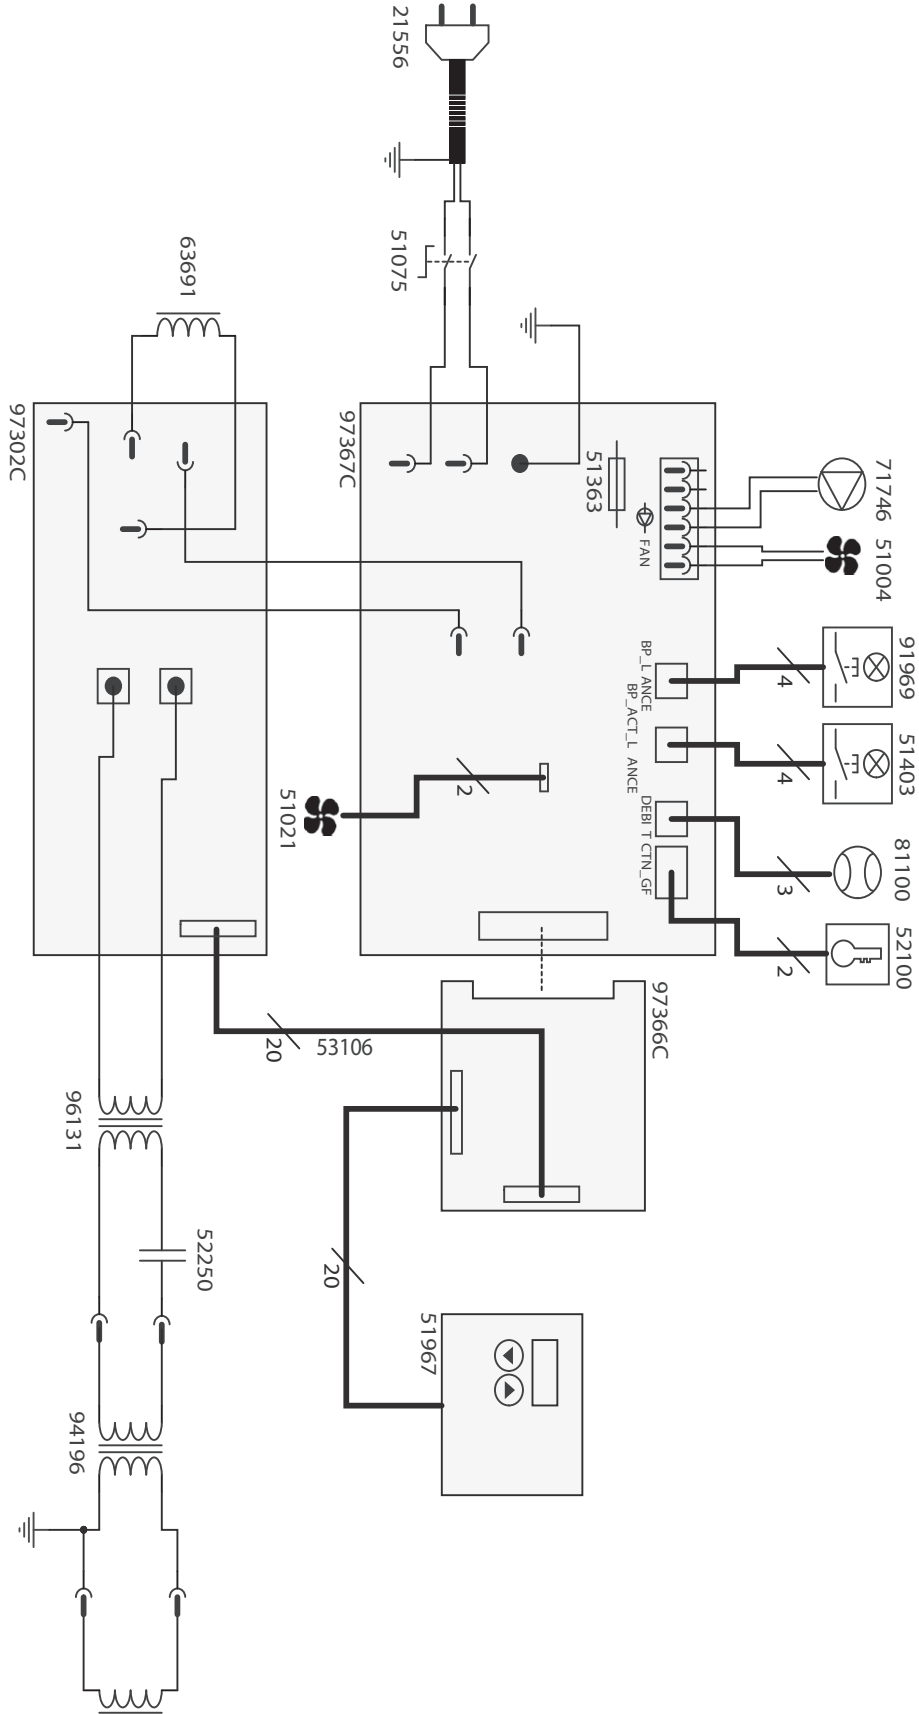 21556
51075
63691
97302C
97367C
51363
FAN
71746
51004
91969
4
51403
4
81100
3
52100
2
BP_L ANCE
BP_ACT_L ANCE
DEBI T
CTN_GF
2
51021
97366C
20
53106
20
51967
96131
52250
94196